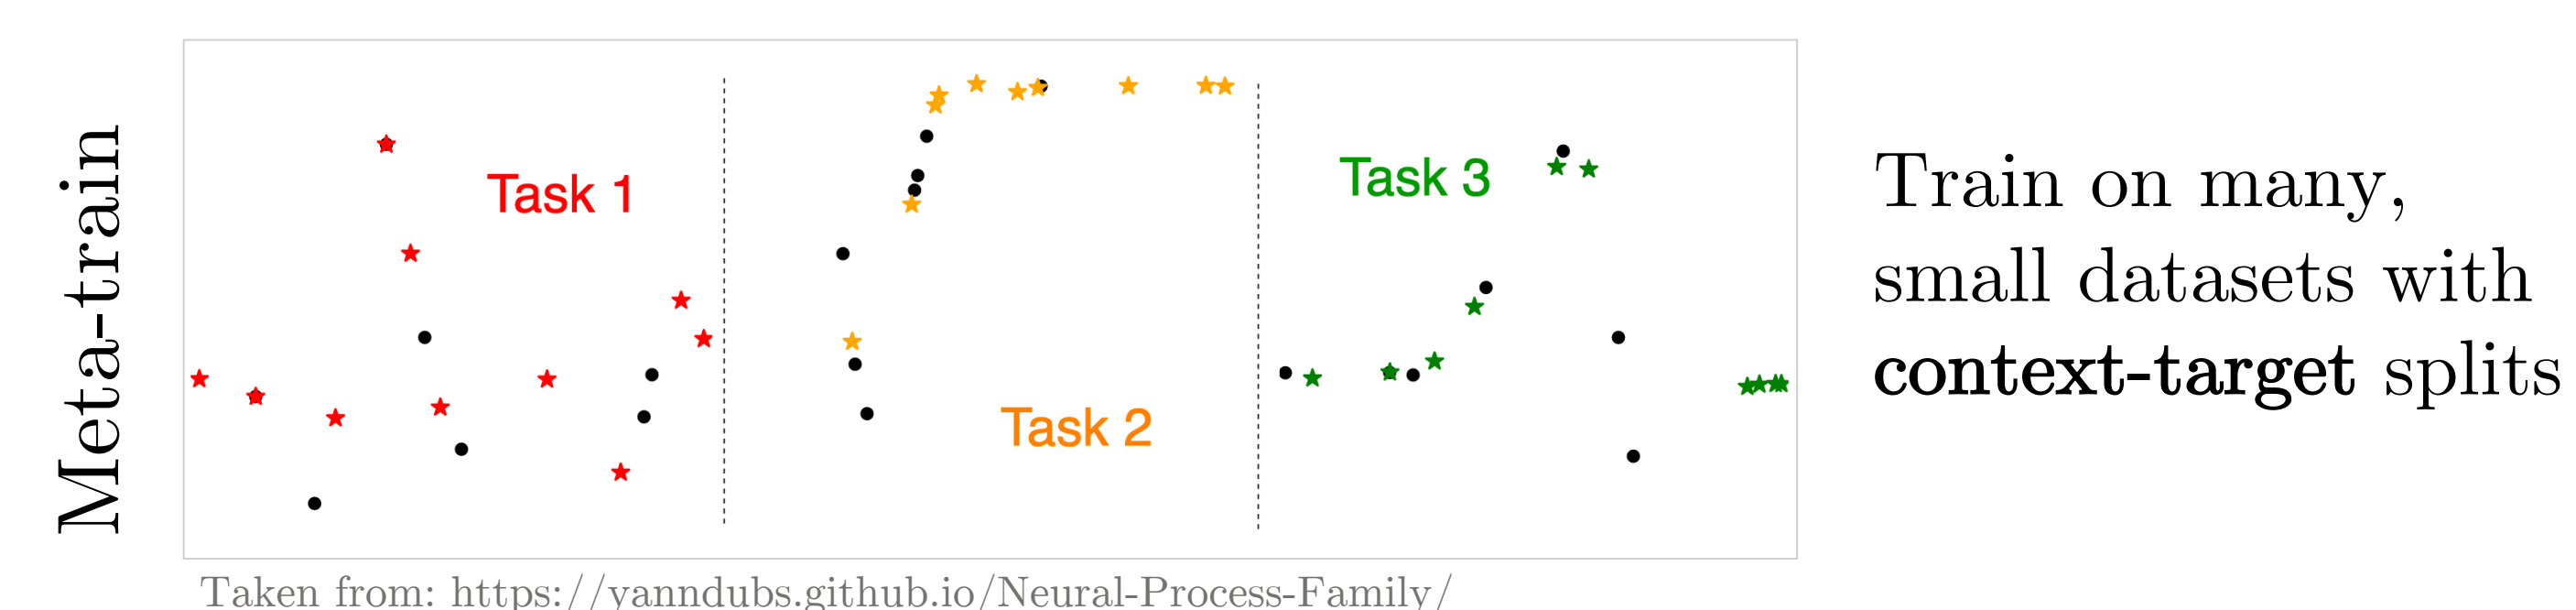 Meta-train
Task 1
Task 2
Task 3
Train on many,
small datasets with
context-target splits
Taken from: https://yanndubs.github.io/Neural-Process-Family/